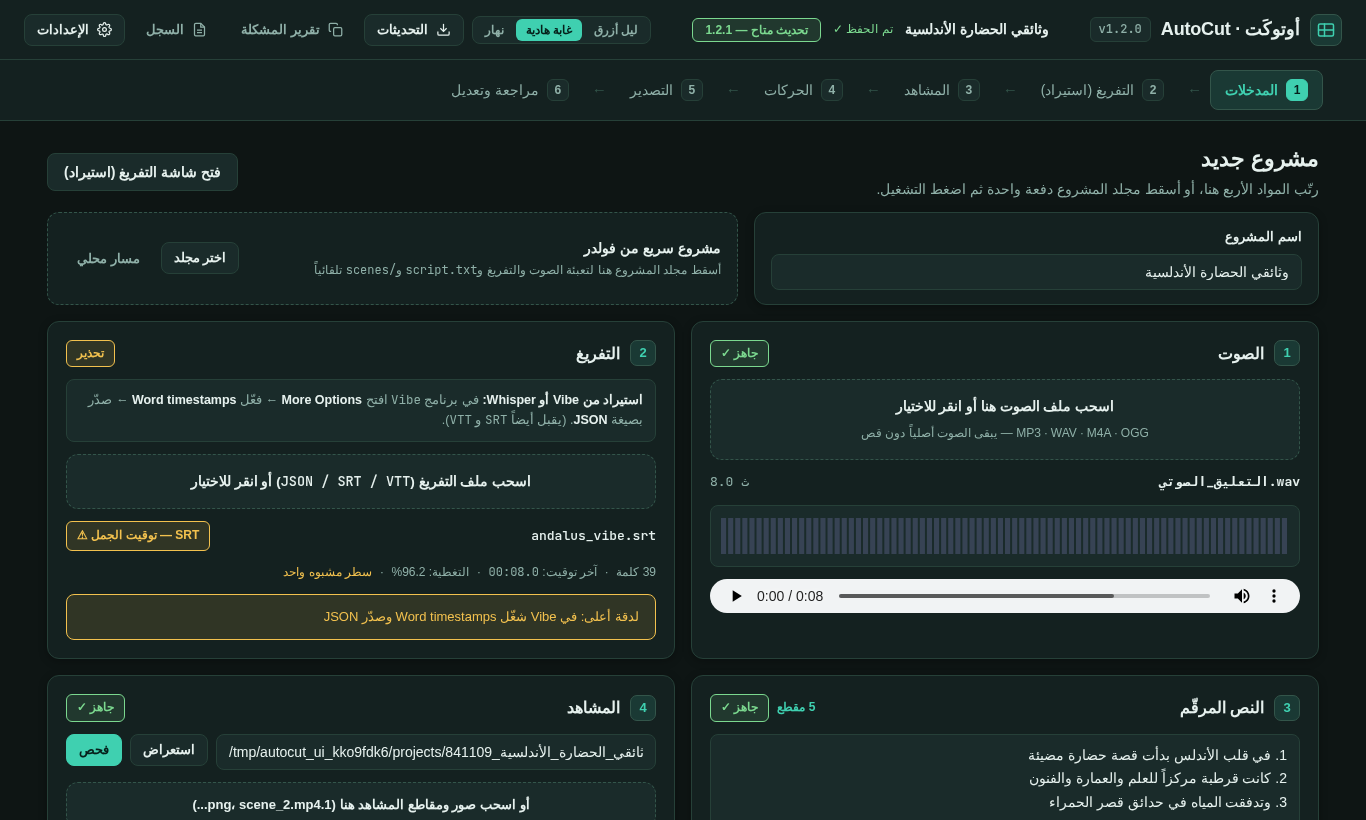 أوتوكَت · AutoCut
v1.2.0
وثائقي الحضارة الأندلسية
تم الحفظ ✓
تحديث متاح — 1.2.1
ليل أزرق
غابة هادية
نهار
التحديثات
تقرير المشكلة
السجل
الإعدادات
1 المدخلات ← 2 التفريغ (استيراد) ← 3 المشاهد ← 4 الحركات ← 5 التصدير ← 6 مراجعة وتعديل
مشروع جديد
رتّب المواد الأربع هنا، أو أسقط مجلد المشروع دفعة واحدة ثم اضغط التشغيل.
فتح شاشة التفريغ (استيراد)
اسم المشروع
وثائقي الحضارة الأندلسية
مشروع سريع من فولدر
أسقط مجلد المشروع هنا لتعبئة الصوت والتفريغ وscript.txt و/scenes تلقائياً
اختر مجلد
مسار محلي
1 الصوت
جاهز ✓
اسحب ملف الصوت هنا أو انقر للاختيار
MP3 · WAV · M4A · OGG — يبقى الصوت أصلياً دون قص
التعليق_الصوتي.wav
8.0 ث
0:00 / 0:08
2 التفريغ
تحذير
استيراد من Vibe أو Whisper: في برنامج Vibe افتح More Options ← فعّل Word timestamps ← صدّر
بصيغة JSON. (يقبل أيضاً SRT و VTT).
اسحب ملف التفريغ (JSON / SRT / VTT) أو انقر للاختيار
andalus_vibe.srt
SRT — توقيت الجمل ⚠
39 كلمة · آخر توقيت: 00:08.0 · التغطية: 96.2% · سطر مشبوه واحد
لدقة أعلى: في Vibe شغّل Word timestamps وصدّر JSON
3 النص المرقّم
5 مقطع
جاهز ✓
1. في قلب الأندلس بدأت قصة حضارة مضيئة
2. كانت قرطبة مركزاً للعلم والعمارة والفنون
3. وتدفقت المياه في حدائق قصر الحمراء
4 المشاهد
جاهز ✓
/tmp/autocut_ui_kko9fdk6/projects/841109_ثائقي_الحضارة_الأندلسية
استعراض
فحص
أو اسحب صور ومقاطع المشاهد هنا (1.png، scene_2.mp4...)